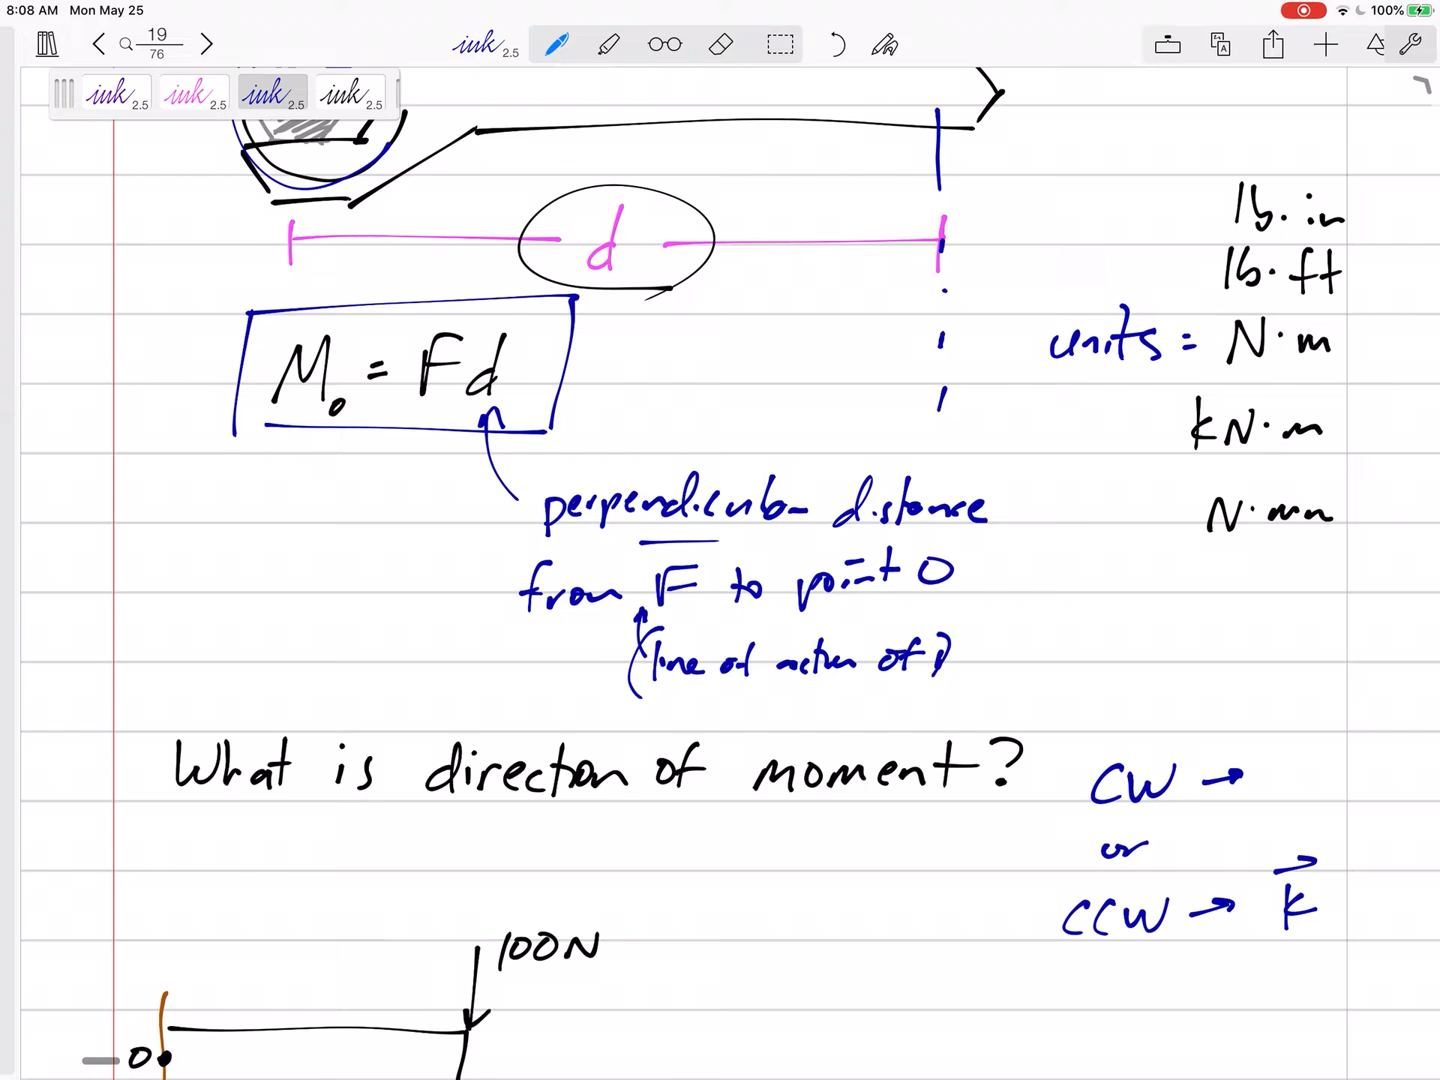 8:08 AM Mon May 25
100%
19
76
ink 2.5
ink 2.5 ink 2.5 ink 2.5 ink 2.5
d
lb·in
lb·ft
units = N·m
kN·m
N·mm
M₀ = Fd
perpendicular distance
from F to point O
(line of action of F)
What is direction of moment?
CW →
or
CCW → k
100N
O